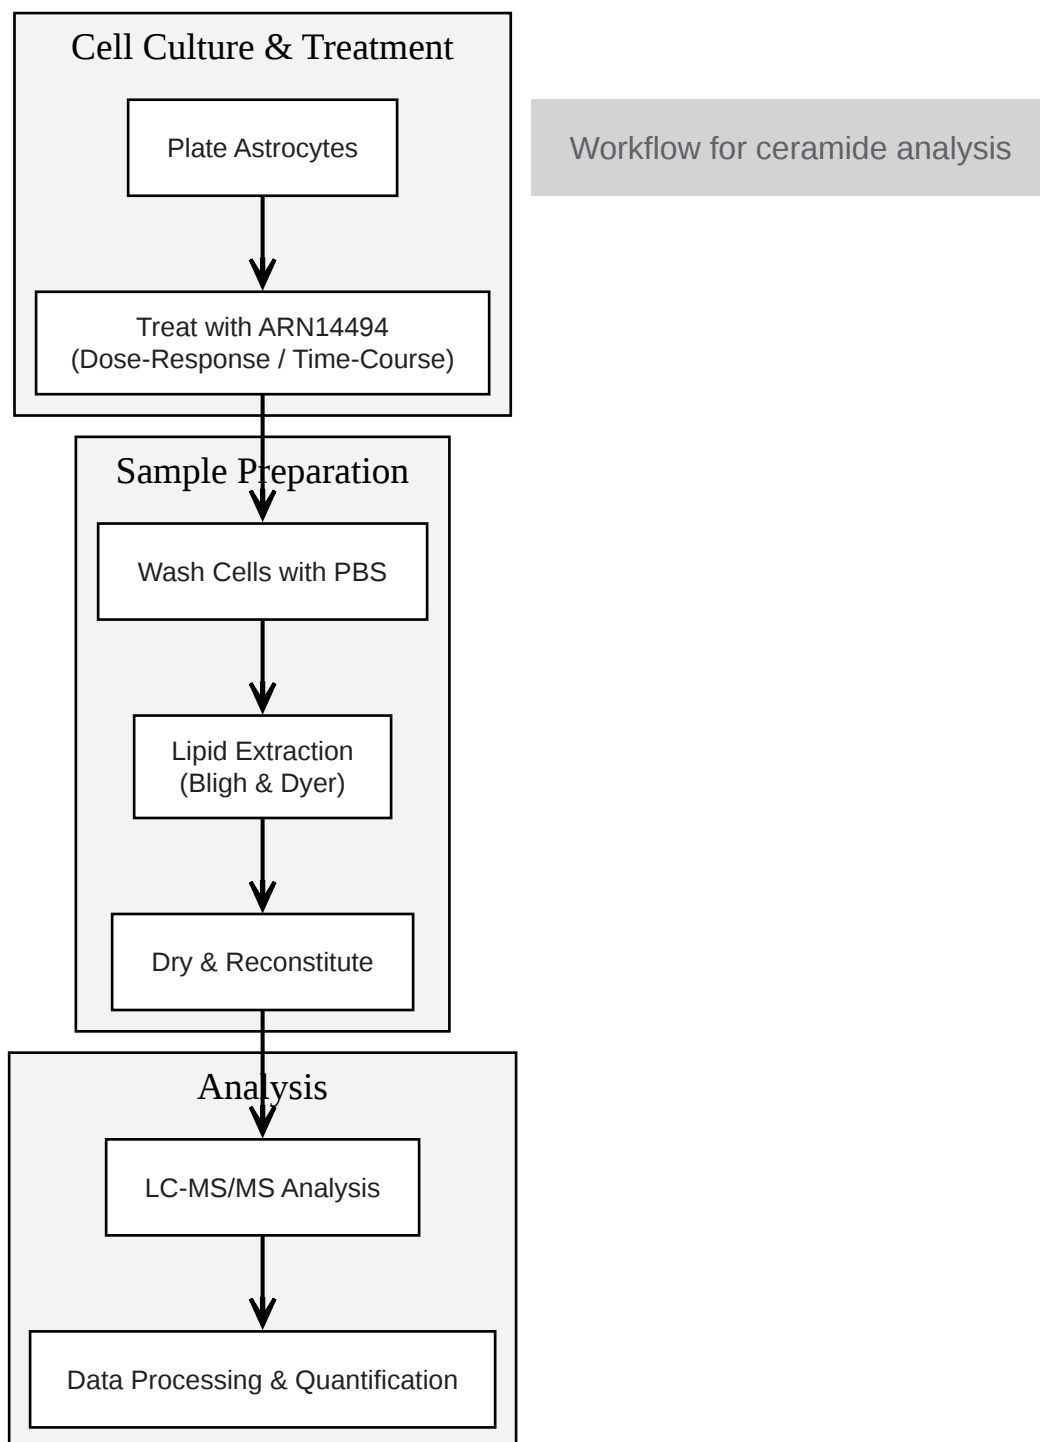 Cell Culture & Treatment
Plate Astrocytes
Workflow for ceramide analysis
Treat with ARN14494
(Dose-Response / Time-Course)
Sample Preparation
Wash Cells with PBS
Lipid Extraction
(Bligh & Dyer)
Dry & Reconstitute
Analysis
LC-MS/MS Analysis
Data Processing & Quantification